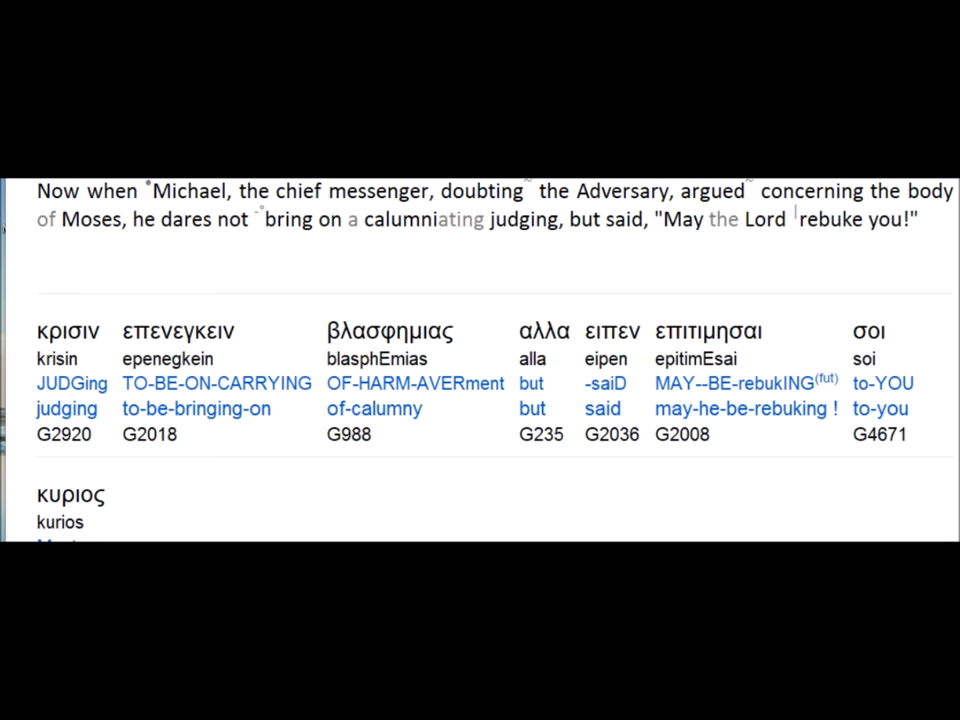 Now when *Michael, the chief messenger, doubting~ the Adversary, argued~ concerning the body
of Moses, he dares not -°bring on a calumniating judging, but said, "May the Lord |rebuke you!"
κρισιν επενεγκειν βλασφημιας αλλα ειπεν επιτιμησαι σοι
krisin epenegkein blasphEmias alla eipen epitimEsai soi
JUDGing TO-BE-ON-CARRYING OF-HARM-AVERment but -saiD MAY--BE-rebukING(fut) to-YOU
judging to-be-bringing-on of-calumny but said may-he-be-rebuking ! to-you
G2920 G2018 G988 G235 G2036 G2008 G4671
κυριος
kurios